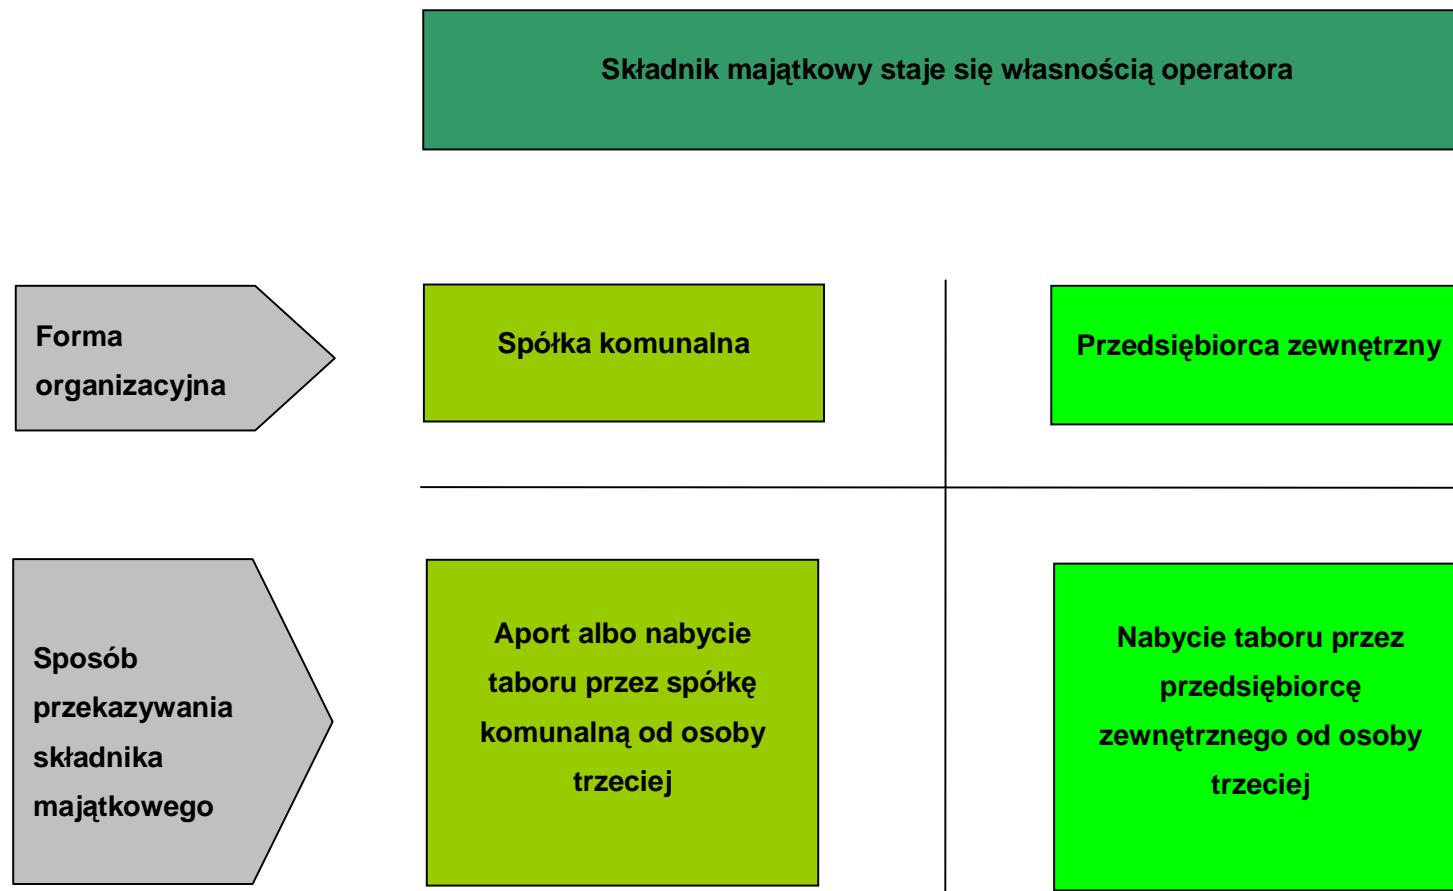 Składnik majątkowy staje się własnością operatora
Forma
organizacyjna
Spółka komunalna
Przedsiębiorca zewnętrzny
Sposób
przekazywania
składnika
majątkowego
Aport albo nabycie
taboru przez spółkę
komunalną od osoby
trzeciej
Nabycie taboru przez
przedsiębiorcę
zewnętrznego od osoby
trzeciej